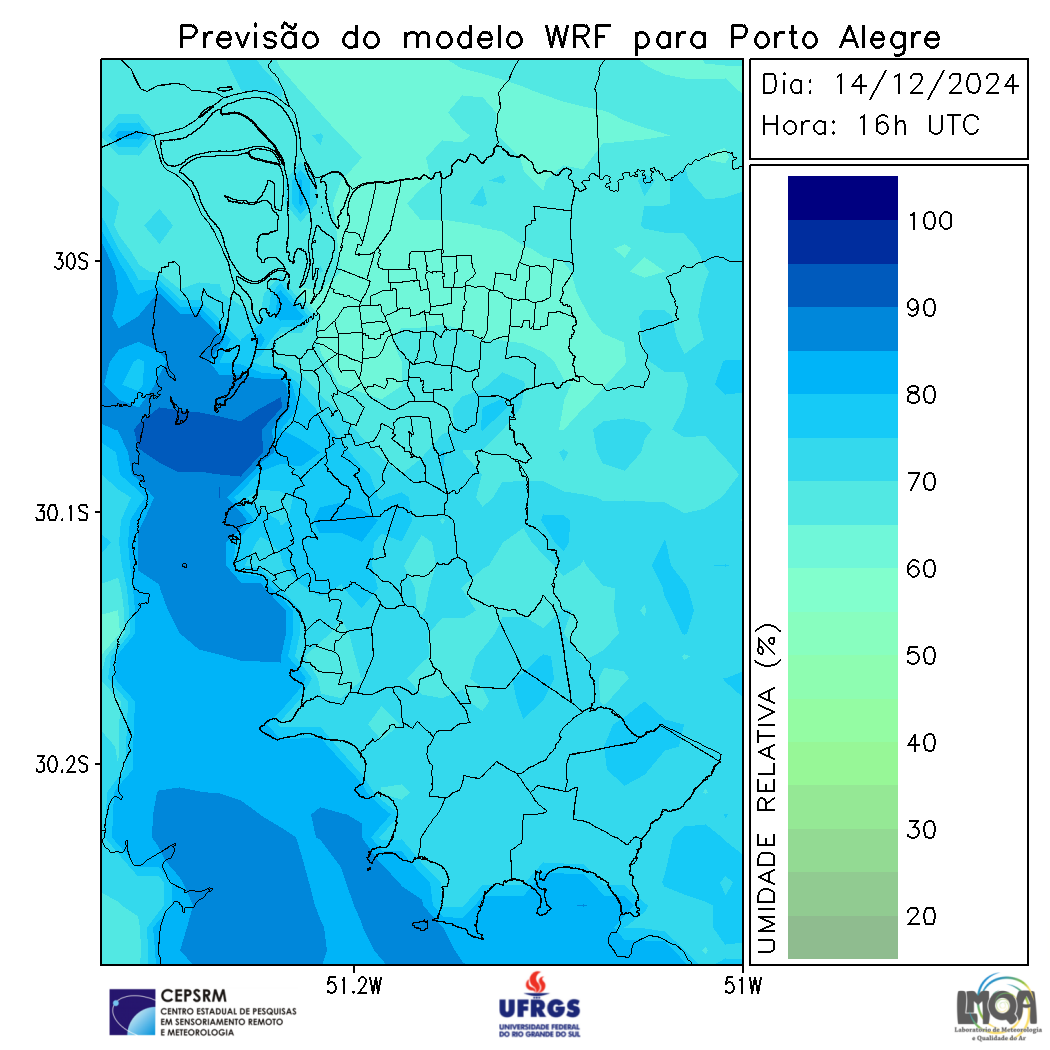 Previsão do modelo WRF para Porto Alegre
Dia: 14/12/2024
Hora: 16h UTC
100
90
80
70
60
50
40
30
20
UMIDADE RELATIVA (%)
30S
30.1S
30.2S
51.2W
51W
CEPSRM
CENTRO ESTADUAL DE PESQUISAS
EM SENSORIAMENTO REMOTO
E METEOROLOGIA
UFRGS
UNIVERSIDADE FEDERAL
DO RIO GRANDE DO SUL
LMQA
Laboratório de Meteorologia
e Qualidade do Ar